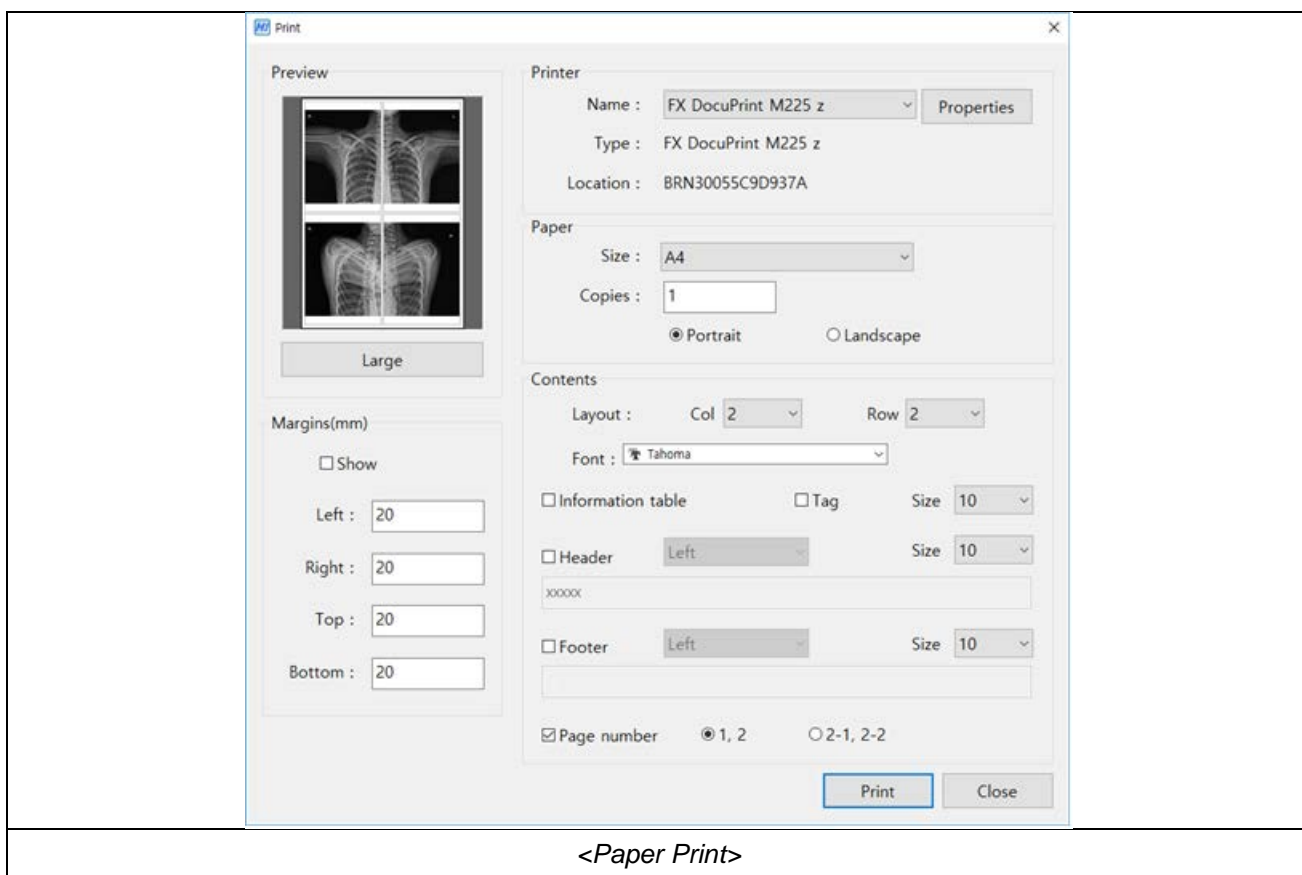 Print
Preview
Large
Margins(mm)
Show
Left : 20
Right : 20
Top : 20
Bottom : 20
Printer
Name : FX DocuPrint M225 z Properties
Type : FX DocuPrint M225 z
Location : BRN30055C9D937A
Paper
Size : A4
Copies : 1
Portrait Landscape
Contents
Layout : Col 2 Row 2
Font : Tahoma
Information table Tag Size 10
Header Left Size 10
xxxxx
Footer Left Size 10
Page number 1, 2 2-1, 2-2
Print Close
<Paper Print>